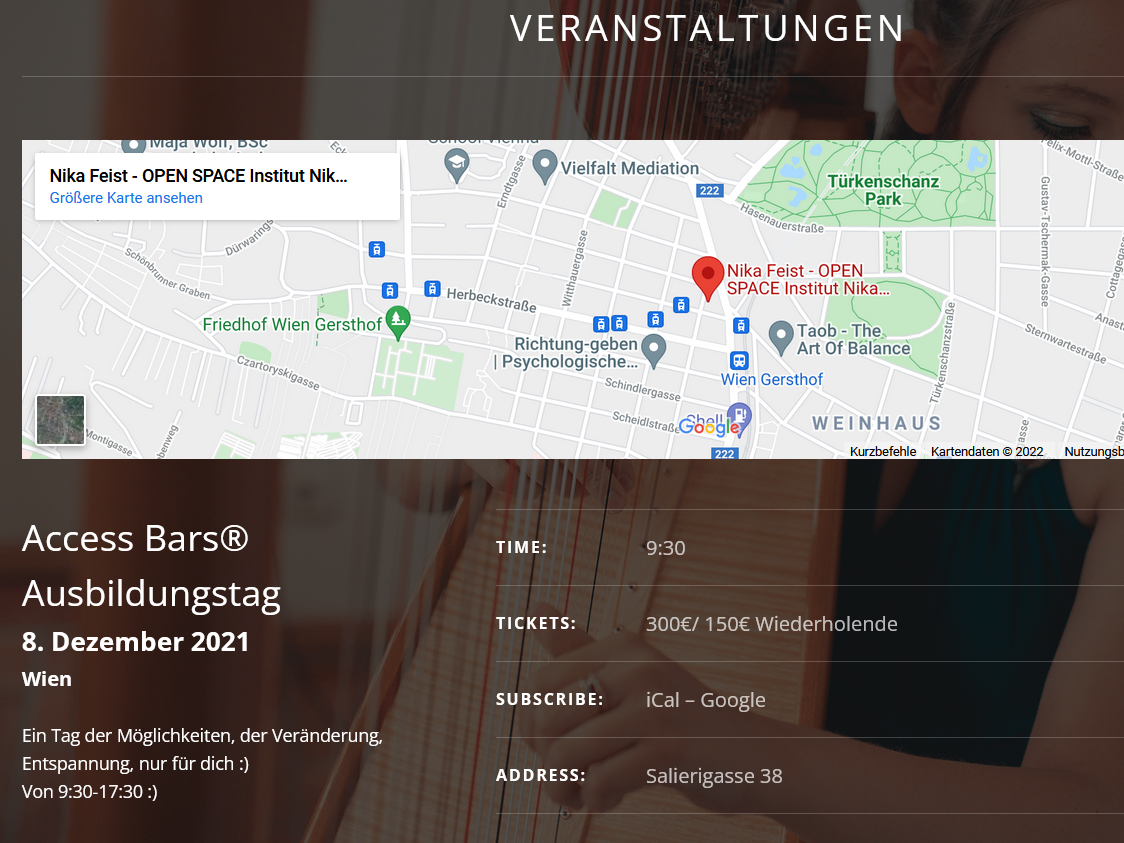 VERANSTALTUNGEN
Maja Wolf, BSc
Nika Feist - OPEN SPACE Institut Nik...
Größere Karte ansehen
Vielfalt Mediation
Erndtgasse
222
Türkenschanz
Park
Hasenauerstraße
Felix-Mottl-Straße
Gustav-Tschermak-Gasse
Cottagegasse
Dürwarings
Schönbrunner Graben
Witthauergasse
Herbeckstraße
Nika Feist - OPEN
SPACE Institut Nika...
Friedhof Wien Gersthof
Richtung-geben
| Psychologische...
Taob - The
Art Of Balance
Türkenschanzstraße
Sternwartestraße
Czartoryskigasse
Schindlergasse
Wien Gersthof
Scheidlstraße
Shell
Google
WEINHAUS
Montigasse
222
Kurzbefehle
Kartendaten © 2022
Nutzungsb
Access Bars®
Ausbildungstag
8. Dezember 2021
Wien
Ein Tag der Möglichkeiten, der Veränderung,
Entspannung, nur für dich :)
Von 9:30-17:30 :)
TIME: 9:30
TICKETS: 300€/ 150€ Wiederholende
SUBSCRIBE: iCal – Google
ADDRESS: Salierigasse 38